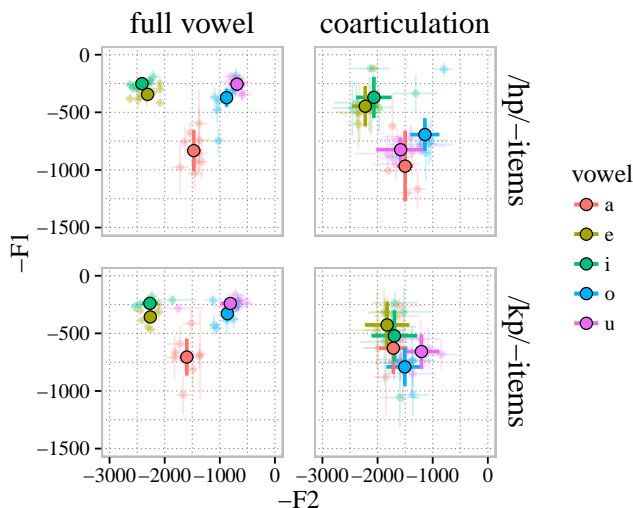 full vowel coarticulation
0
−500
−1000
−1500
/hp/−items
0
−500
−1000
−1500
/kp/−items
−F1
−3000 −2000 −1000 0 −3000 −2000 −1000 0
−F2
vowel
a
e
i
o
u